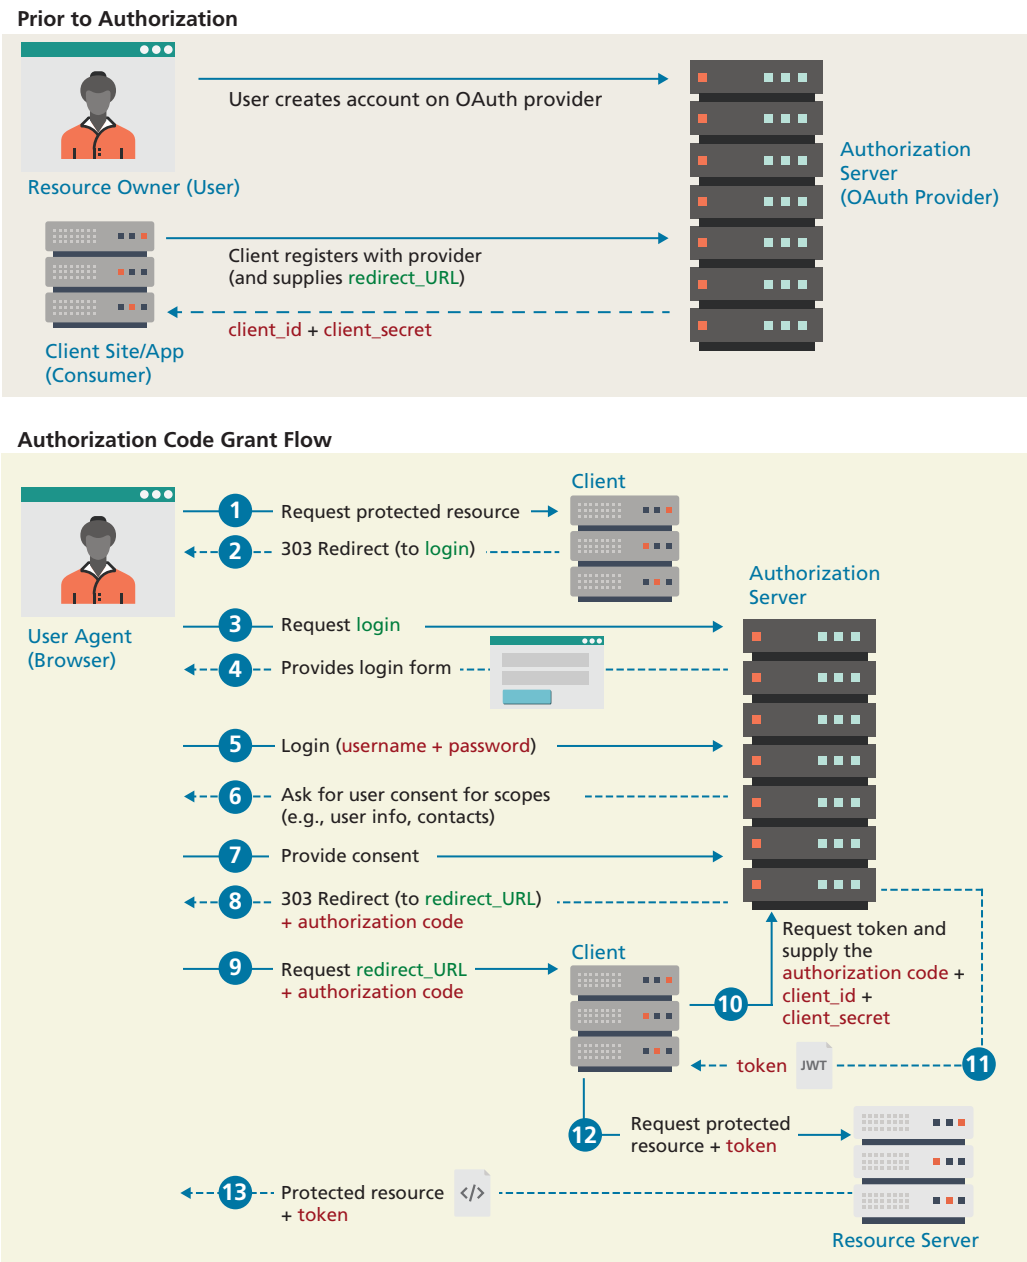 Prior to Authorization
User creates account on OAuth provider
Resource Owner (User)
Authorization
Server
(OAuth Provider)
Client registers with provider
(and supplies redirect_URL)
client_id + client_secret
Client Site/App
(Consumer)
Authorization Code Grant Flow
Client
1 Request protected resource
2 303 Redirect (to login)
User Agent
(Browser)
Authorization
Server
3 Request login
4 Provides login form
5 Login (username + password)
6 Ask for user consent for scopes
(e.g., user info, contacts)
7 Provide consent
8 303 Redirect (to redirect_URL)
+ authorization code
9 Request redirect_URL
+ authorization code
Client
10
Request token and
supply the
authorization code +
client_id +
client_secret
token JWT 11
12 Request protected
resource + token
13 Protected resource </>
+ token
Resource Server